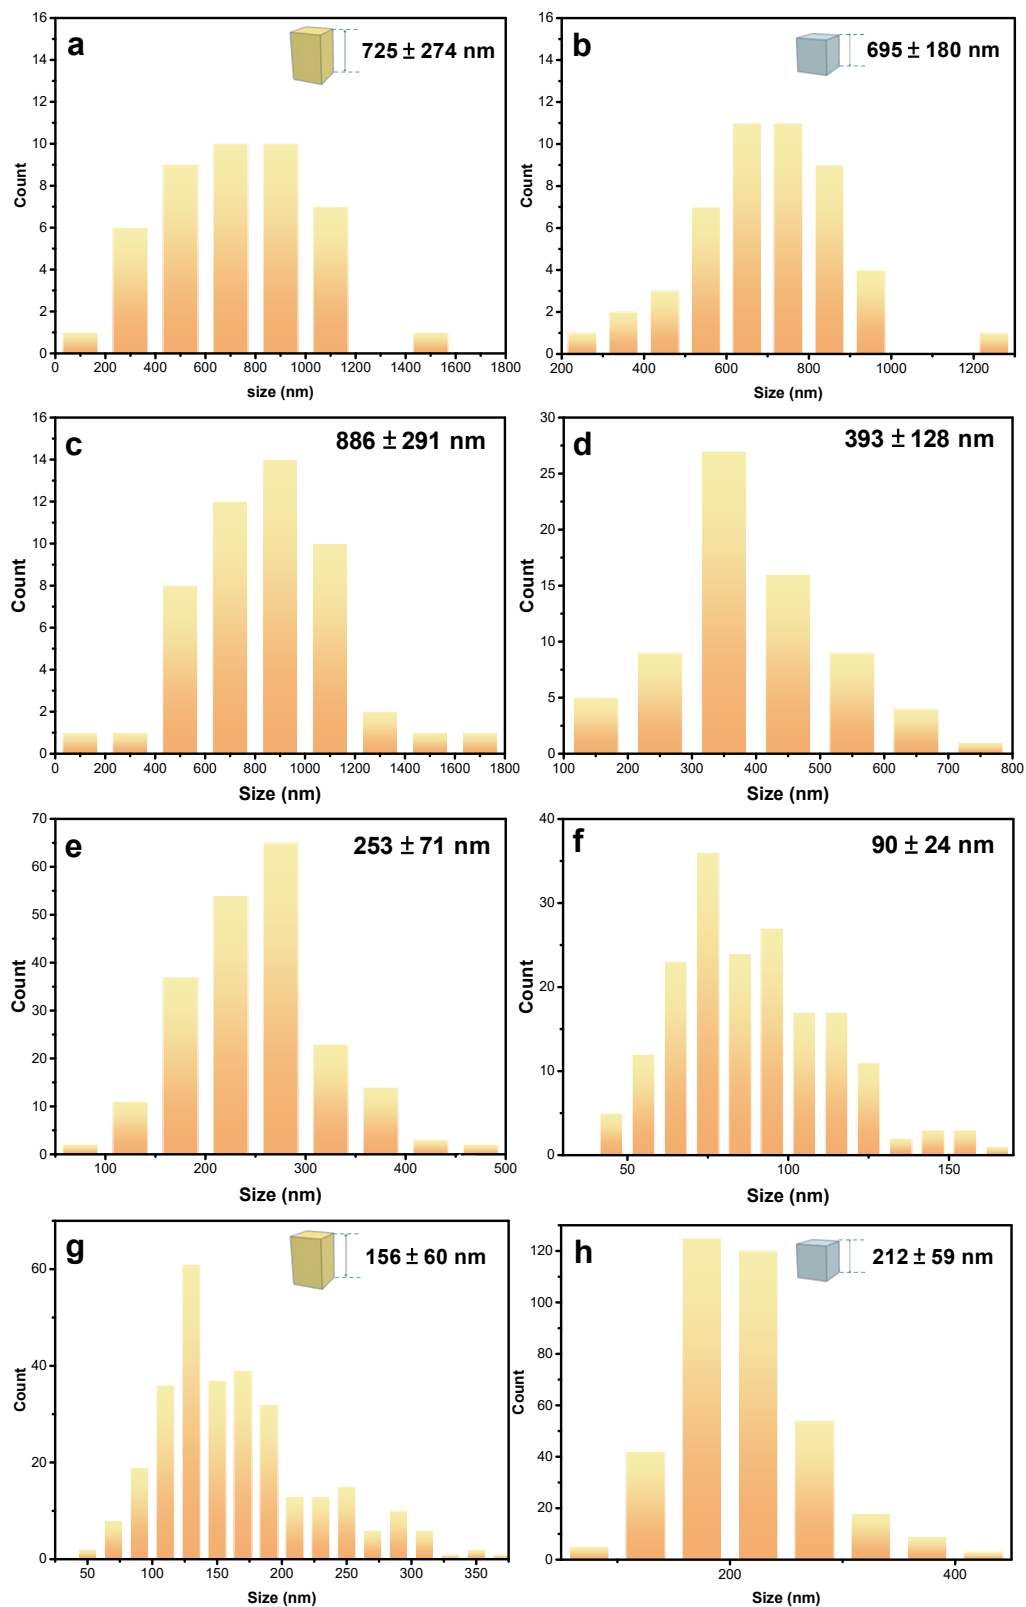 a
725 ± 274 nm
16
14
12
10
8
6
4
2
0
Count
0 200 400 600 800 1000 1200 1400 1600 1800
size (nm)
b
695 ± 180 nm
16
14
12
10
8
6
4
2
0
Count
200 400 600 800 1000 1200
Size (nm)
c
886 ± 291 nm
16
14
12
10
8
6
4
2
0
Count
0 200 400 600 800 1000 1200 1400 1600 1800
Size (nm)
d
393 ± 128 nm
30
25
20
15
10
5
0
Count
100 200 300 400 500 600 700 800
Size (nm)
e
253 ± 71 nm
70
60
50
40
30
20
10
0
Count
100 200 300 400 500
Size (nm)
f
90 ± 24 nm
40
30
20
10
0
Count
50 100 150
Size (nm)
g
156 ± 60 nm
60
40
20
0
Count
50 100 150 200 250 300 350
Size (nm)
h
212 ± 59 nm
120
100
80
60
40
20
0
Count
200 400
Size (nm)